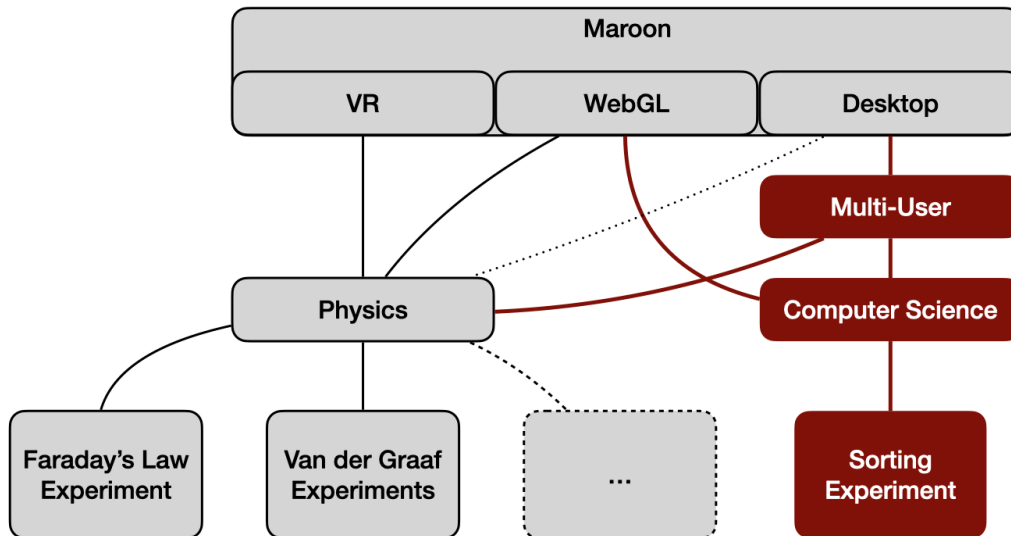 Maroon
VR
WebGL
Desktop
Multi-User
Physics
Computer Science
Faraday's Law
Experiment
Van der Graaf
Experiments
...
Sorting
Experiment